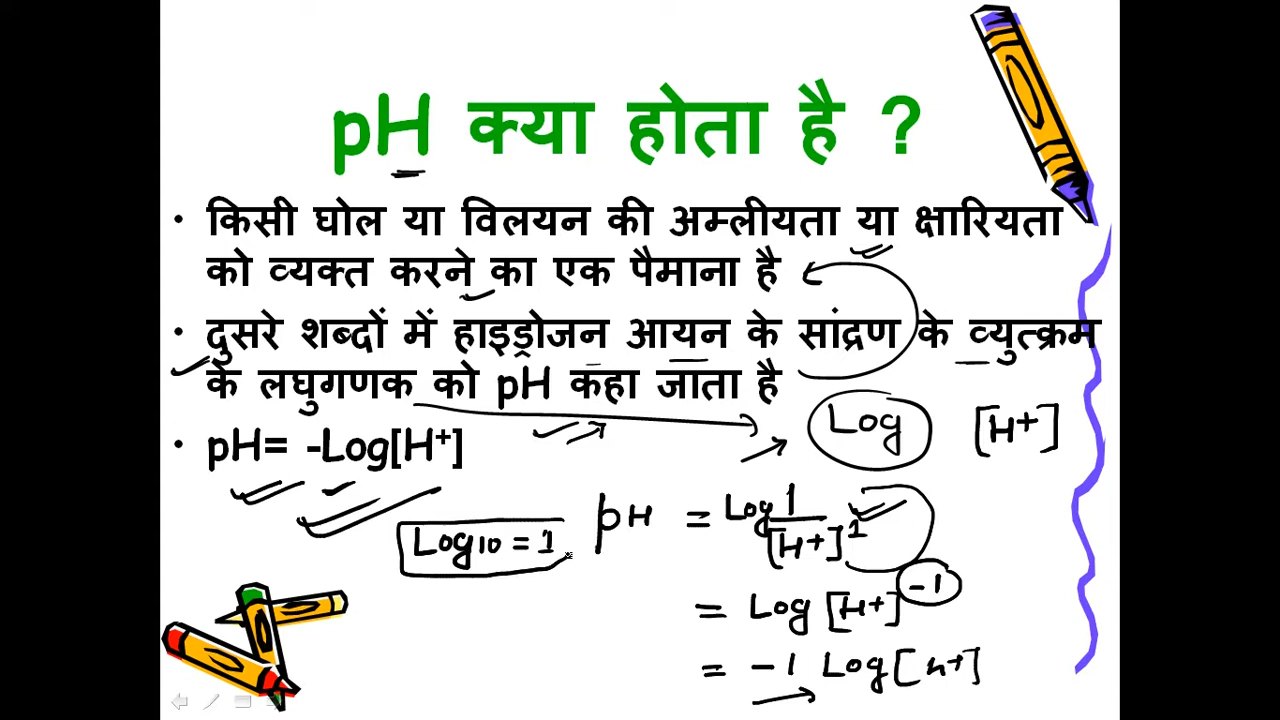 pH क्या होता है ?
• किसी घोल या विलयन की अम्लीयता या क्षारियता
को व्यक्त करने का एक पैमाना है
• दुसरे शब्दों में हाइड्रोजन आयन के सांद्रण के व्युत्क्रम
के लघुगणक को pH कहा जाता है
Log [H+]
• pH= -Log[H⁺]
pH = Log 1/[H+]¹
Log10 = 1
= Log [H+]⁻¹
= -1 Log [H+]